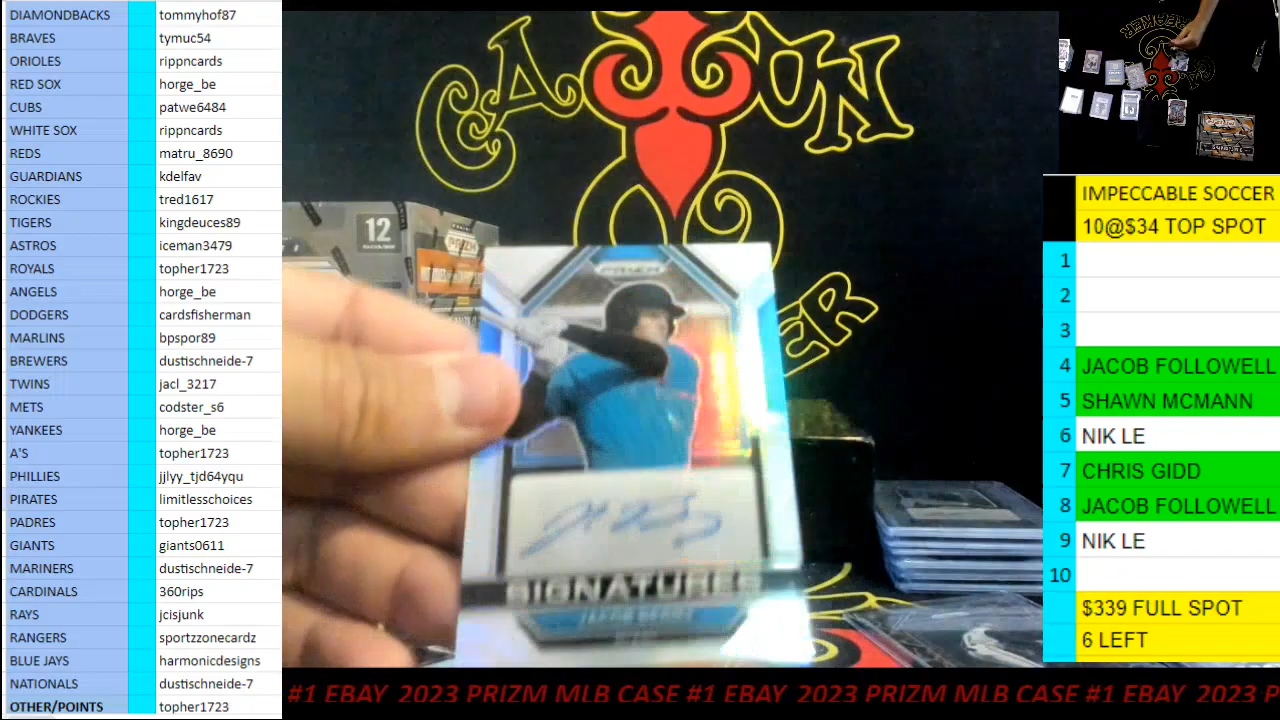 DIAMONDBACKS tommyhof87
BRAVES tymuc54
ORIOLES rippncards
RED SOX horge_be
CUBS patwe6484
WHITE SOX rippncards
REDS matru_8690
GUARDIANS kdelfav
ROCKIES tred1617
TIGERS kingdeuces89
ASTROS iceman3479
ROYALS topher1723
ANGELS horge_be
DODGERS cardsfisherman
MARLINS bpspor89
BREWERS dustischneide-7
TWINS jacl_3217
METS codster_s6
YANKEES horge_be
A'S topher1723
PHILLIES jjlyy_tjd64yqu
PIRATES limitlesschoices
PADRES topher1723
GIANTS giants0611
MARINERS dustischneide-7
CARDINALS 360rips
RAYS jcisjunk
RANGERS sportzzonecardz
BLUE JAYS harmonicdesigns
NATIONALS dustischneide-7
OTHER/POINTS topher1723
12
PRIZM
SIGNATURES
IMPECCABLE SOCCER
10@$34 TOP SPOT
1
2
3
4 JACOB FOLLOWELL
5 SHAWN MCMANN
6 NIK LE
7 CHRIS GIDD
8 JACOB FOLLOWELL
9 NIK LE
10
$339 FULL SPOT
6 LEFT
#1 EBAY 2023 PRIZM MLB CASE #1 EBAY 2023 PRIZM MLB CASE #1 EBAY 2023 P